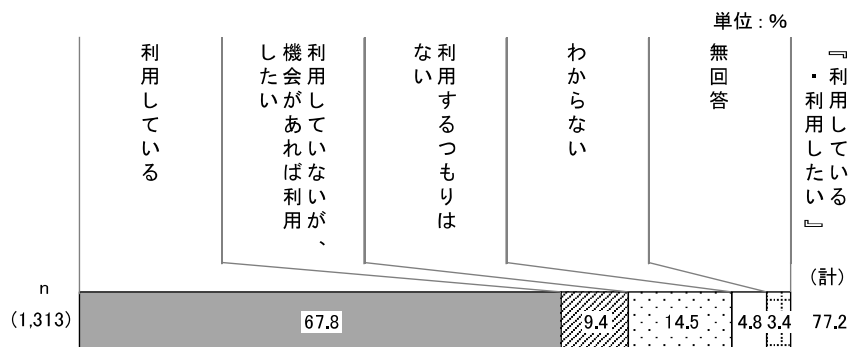 単位：%
利用している
利用していないが、
機会があれば利用
したい
利用するつもりは
ない
わからない
無回答
『利用している
・利用したい』
(計)
n
(1,313)
67.8
9.4
14.5
4.8
3.4
77.2